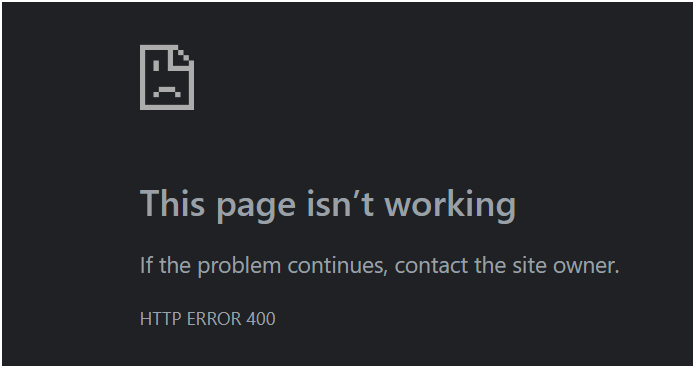 This page isn’t working
If the problem continues, contact the site owner.
HTTP ERROR 400